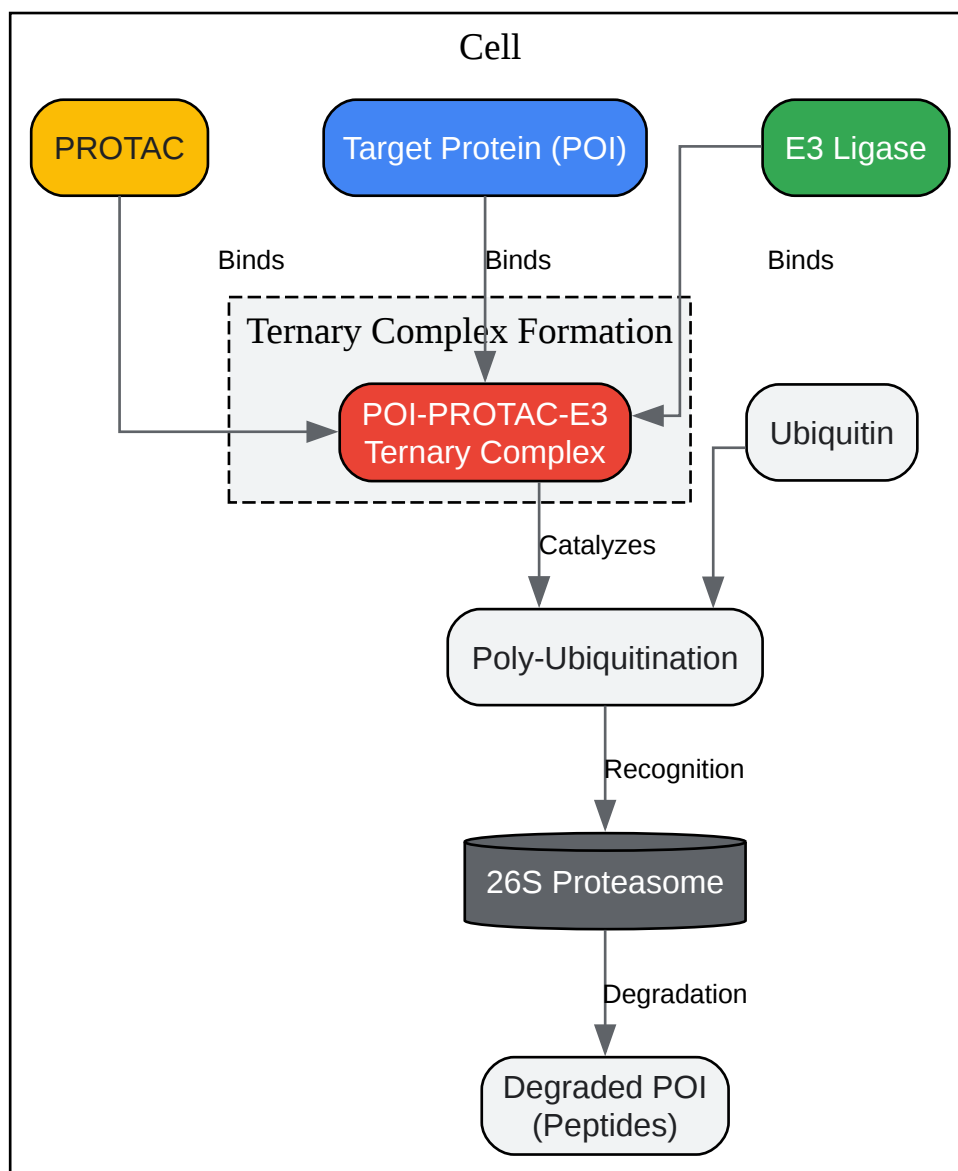 Cell
PROTAC
Target Protein (POI)
E3 Ligase
Binds
Binds
Binds
Ternary Complex Formation
POI-PROTAC-E3
Ternary Complex
Ubiquitin
Catalyzes
Poly-Ubiquitination
Recognition
26S Proteasome
Degradation
Degraded POI
(Peptides)